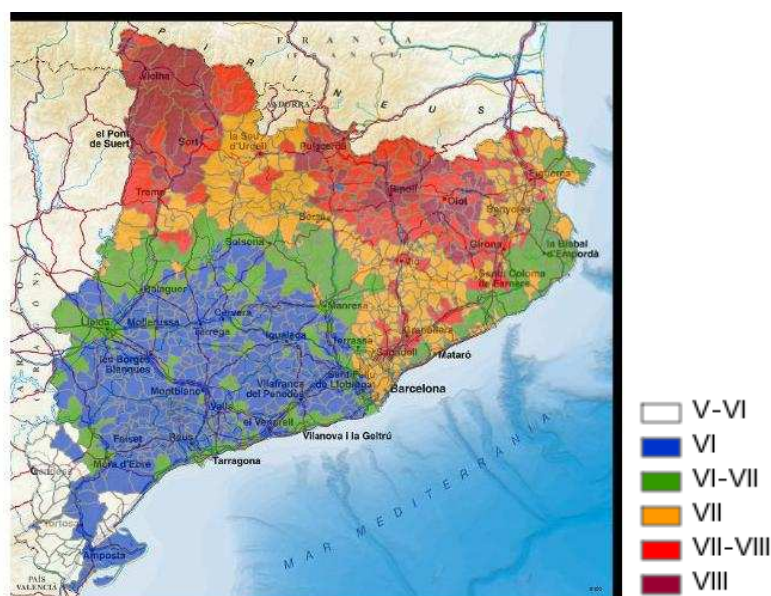 FRANÇA
(FRANCE)
PIRINEUS
ANDORRA
Vielha
el Pont
de Suert
Sort
la Seu
d'Urgell
Puigcerdà
Tremp
Ripoll
Olot
Figueres
Banyoles
Berga
Girona
la Bisbal
d'Empordà
Solsona
Vic
Santa Coloma
de Farners
Balaguer
Manresa
Lleida
Mollerussa
Cervera
Tàrrega
Igualada
Terrassa
Granollers
Sabadell
Mataró
les Borges
Blanques
Sant Feliu
de Llobregat
Barcelona
Montblanc
Vilafranca
del Penedès
Valls
el Vendrell
Vilanova i la Geltrú
Falset
Reus
Tarragona
Móra d'Ebre
Gandesa
Tortosa
Amposta
MAR MEDITERRÀNIA
PAÍS
VALENCIÀ
V-VI
VI
VI-VII
VII
VII-VIII
VIII